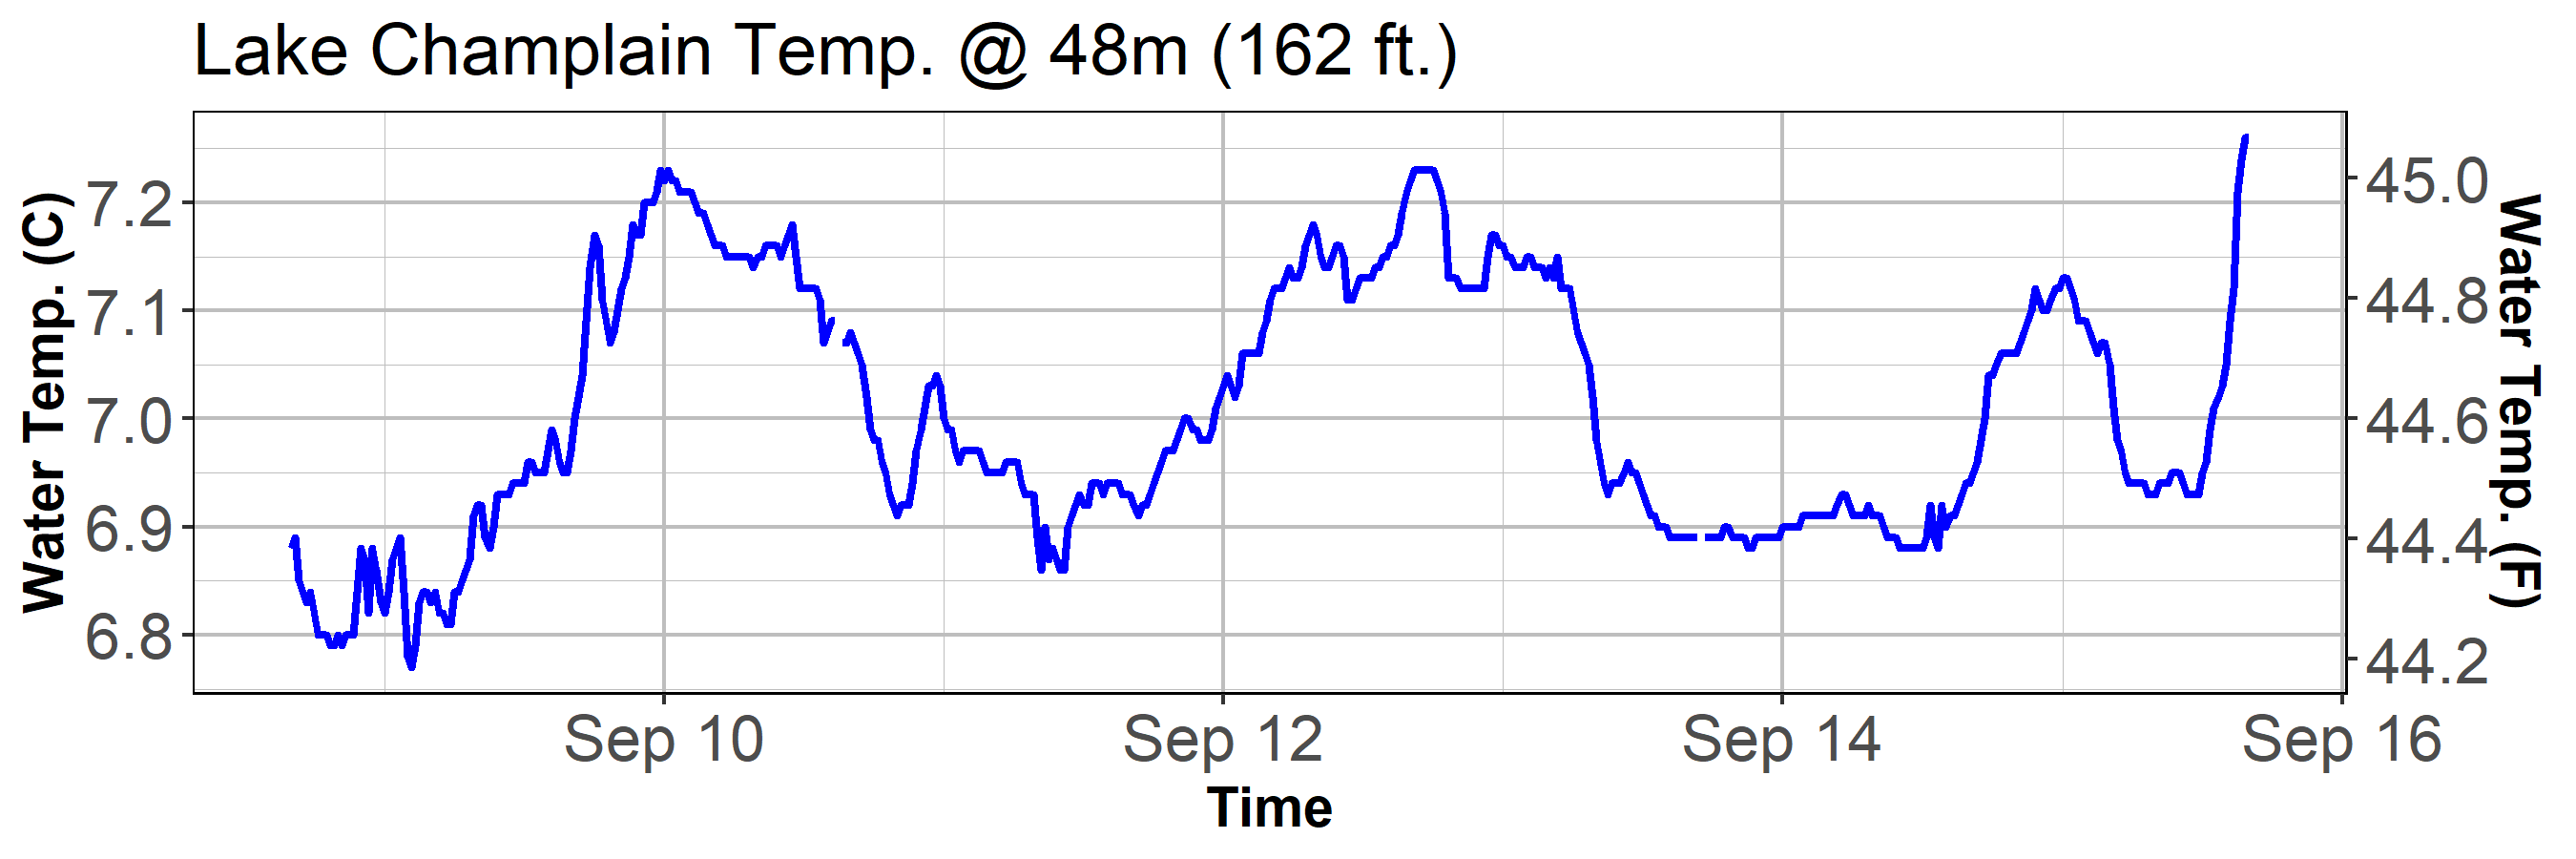 Lake Champlain Temp. @ 48m (162 ft.)
Water Temp. (C)
7.2
7.1
7.0
6.9
6.8
45.0
44.8
44.6
44.4
44.2
Water Temp. (F)
Sep 10
Sep 12
Sep 14
Sep 16
Time